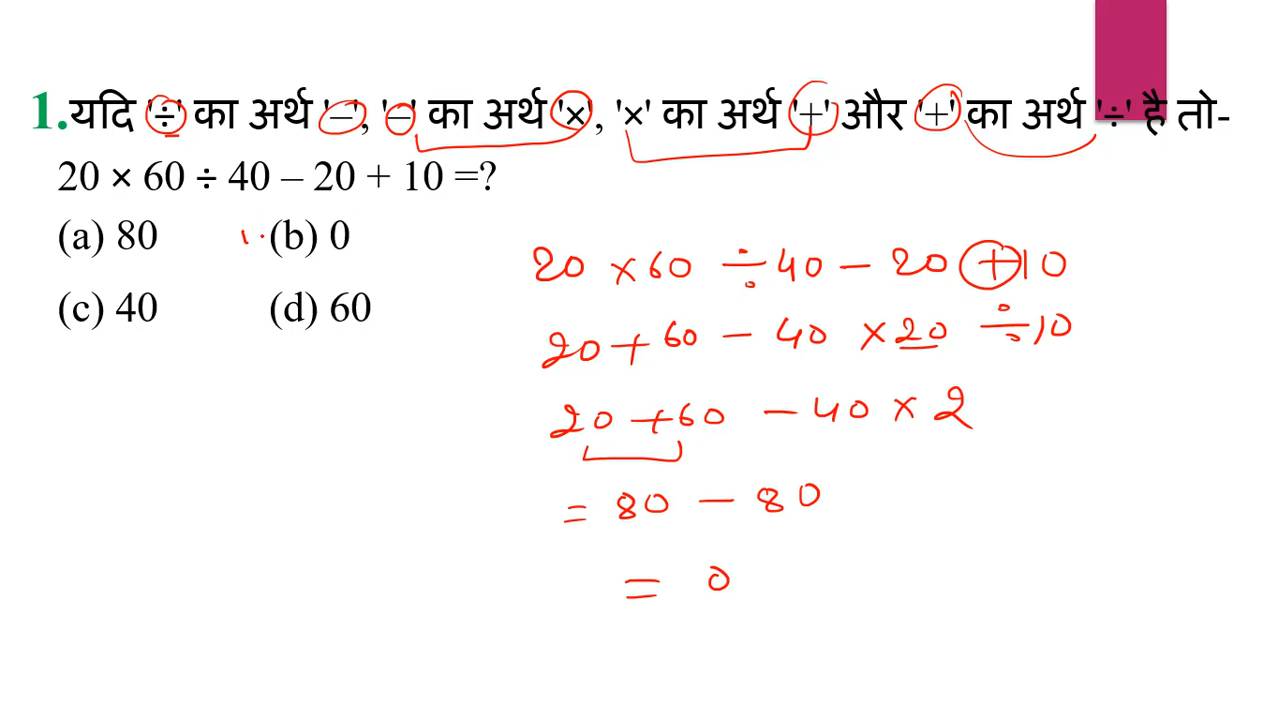 1.यदि '÷' का अर्थ '–', '–' का अर्थ '×', '×' का अर्थ '+' और '+' का अर्थ '÷' है तो-
20 × 60 ÷ 40 – 20 + 10 =?
(a) 80 (b) 0
(c) 40 (d) 60
20 × 60 ÷ 40 – 20 + 10
20 + 60 – 40 × 20 ÷ 10
20 + 60 – 40 × 2
= 80 – 80
= 0